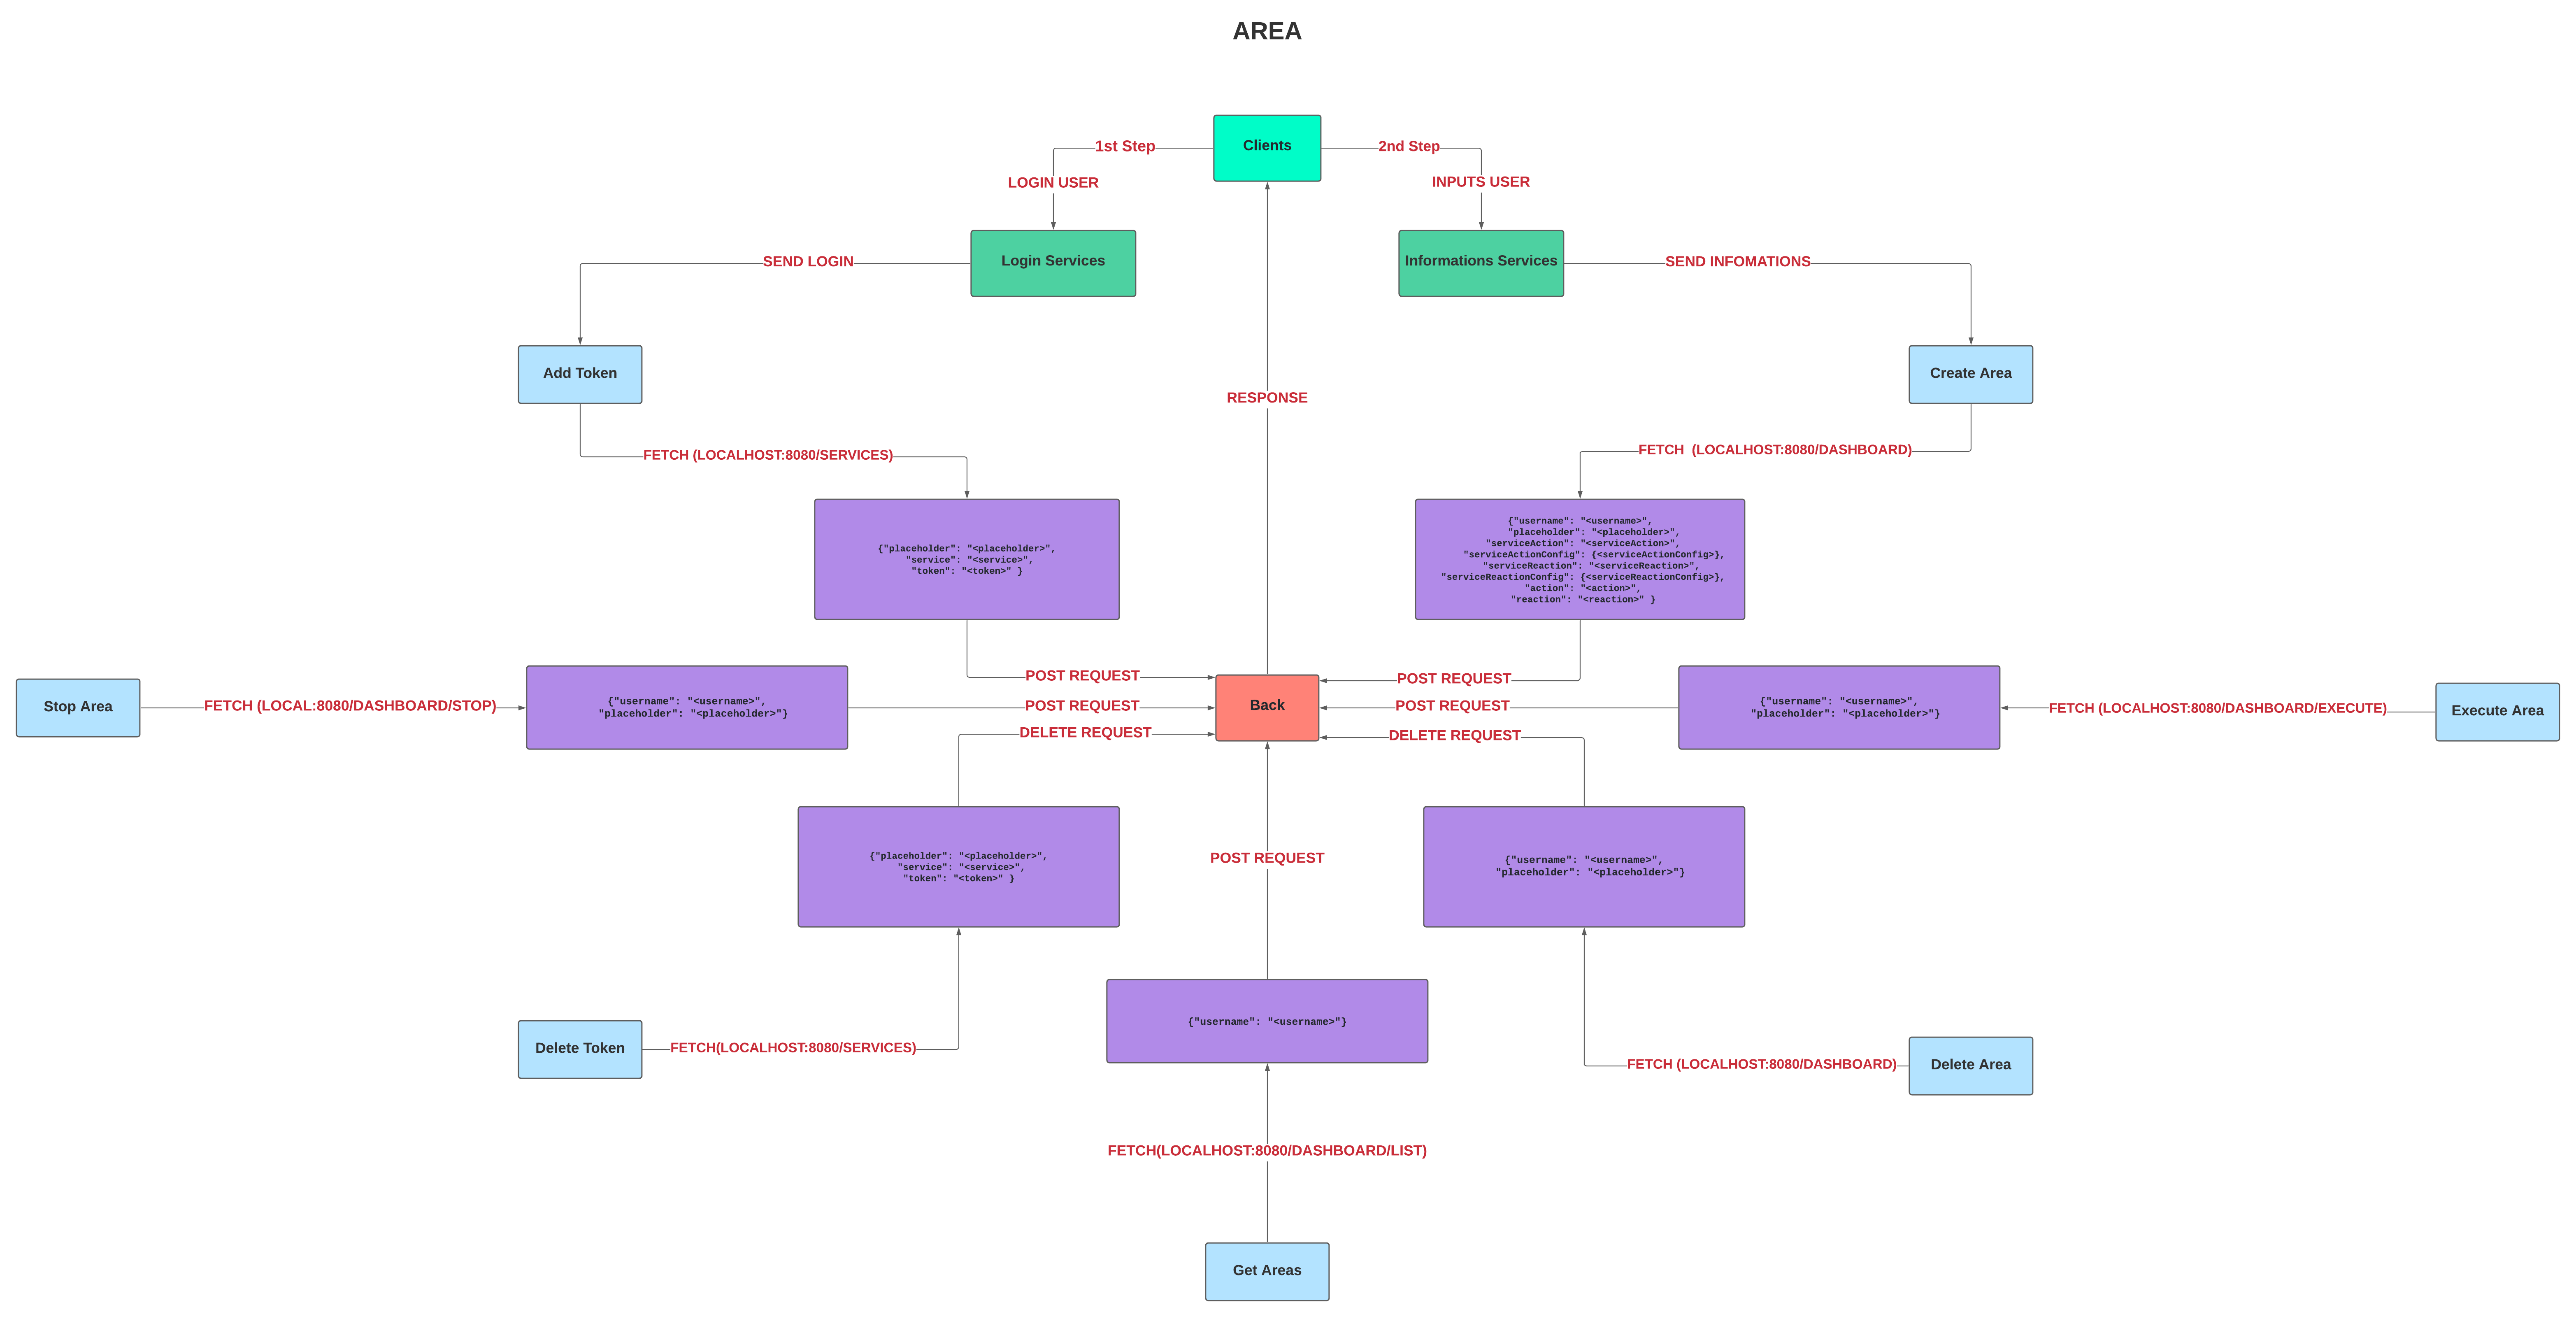 AREA
Clients
1st Step
2nd Step
LOGIN USER
INPUTS USER
Login Services
Informations Services
SEND LOGIN
SEND INFOMATIONS
Add Token
Create Area
RESPONSE
FETCH (LOCALHOST:8080/SERVICES)
FETCH  (LOCALHOST:8080/DASHBOARD)
{"placeholder": "<placeholder>",
"service": "<service>",
"token": "<token>" }
{"username": "<username>",
"placeholder": "<placeholder>",
"serviceAction": "<serviceAction>",
"serviceActionConfig": {<serviceActionConfig>},
"serviceReaction": "<serviceReaction>",
"serviceReactionConfig": {<serviceReactionConfig>},
"action": "<action>",
"reaction": "<reaction>" }
POST REQUEST
POST REQUEST
Stop Area
FETCH (LOCAL:8080/DASHBOARD/STOP)
{"username": "<username>",
"placeholder": "<placeholder>"}
POST REQUEST
Back
POST REQUEST
{"username": "<username>",
"placeholder": "<placeholder>"}
FETCH (LOCALHOST:8080/DASHBOARD/EXECUTE)
Execute Area
DELETE REQUEST
DELETE REQUEST
{"placeholder": "<placeholder>",
"service": "<service>",
"token": "<token>" }
POST REQUEST
{"username": "<username>",
"placeholder": "<placeholder>"}
{"username": "<username>"}
Delete Token
FETCH(LOCALHOST:8080/SERVICES)
FETCH (LOCALHOST:8080/DASHBOARD)
Delete Area
FETCH(LOCALHOST:8080/DASHBOARD/LIST)
Get Areas